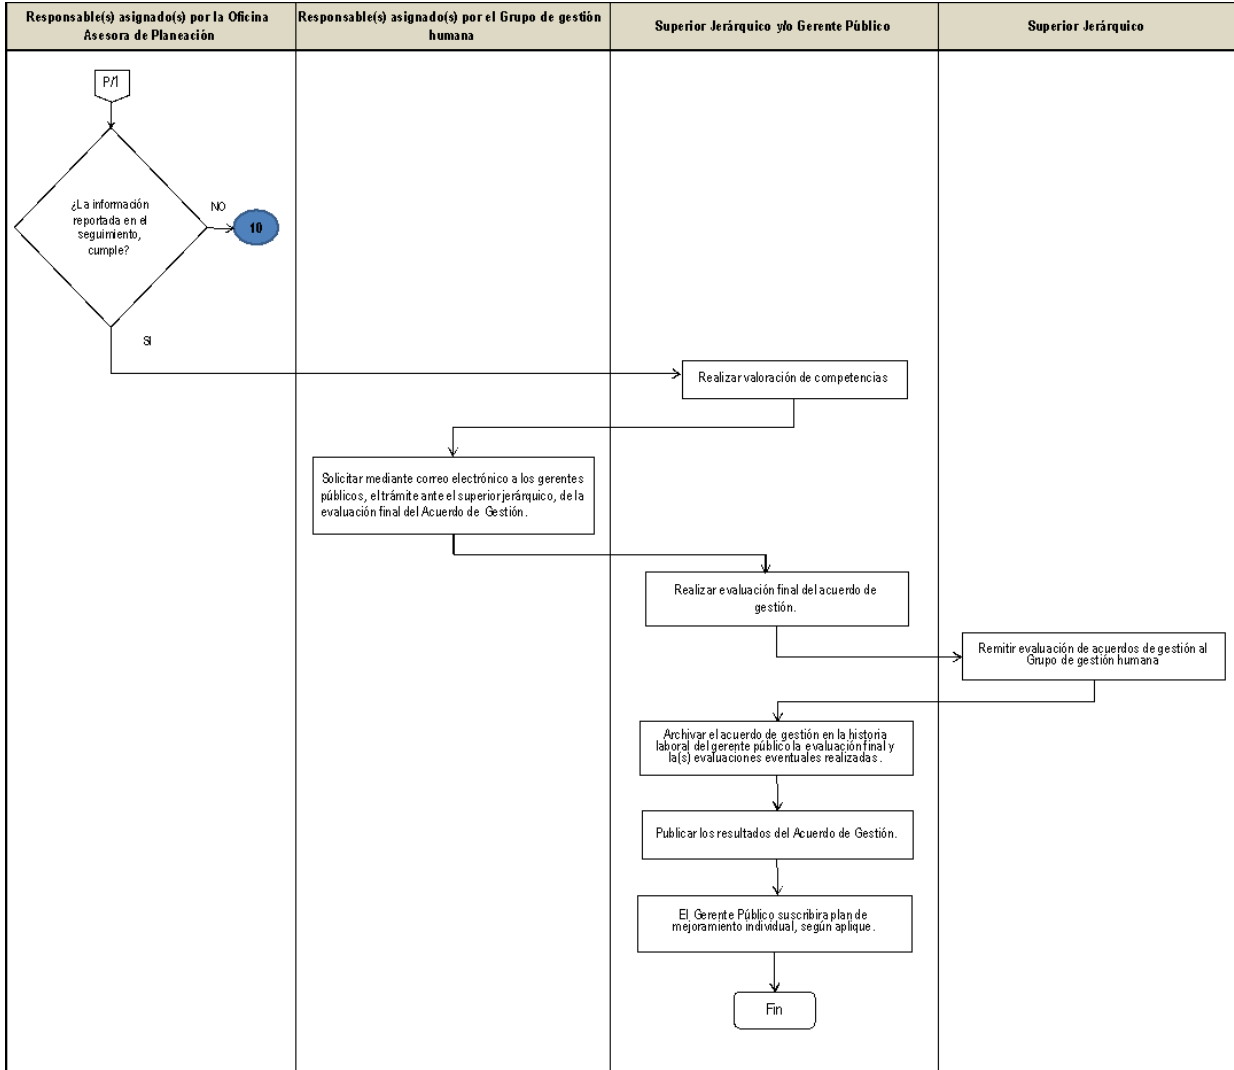 Responsable(s) asignado(s) por la Oficina
Asesora de Planeación
Responsable(s) asignado(s) por el Grupo de gestión
humana
Superior Jerárquico y/o Gerente Público
Superior Jerárquico
P/1
¿La información
reportada en el
seguimiento,
cumple?
NO
10
SI
Realizar valoración de competencias
Solicitar mediante correo electrónico a los gerentes
públicos, el trámite ante el superior jerárquico, de la
evaluación final del Acuerdo de Gestión.
Realizar evaluación final del acuerdo de
gestión.
Remitir evaluación de acuerdos de gestión al
Grupo de gestión humana
Archivar el acuerdo de gestión en la historia
laboral del gerente público la evaluación final y
la(s) evaluaciones eventuales realizadas.
Publicar los resultados del Acuerdo de Gestión.
El Gerente Público suscribira plan de
mejoramiento individual, según aplique.
Fin